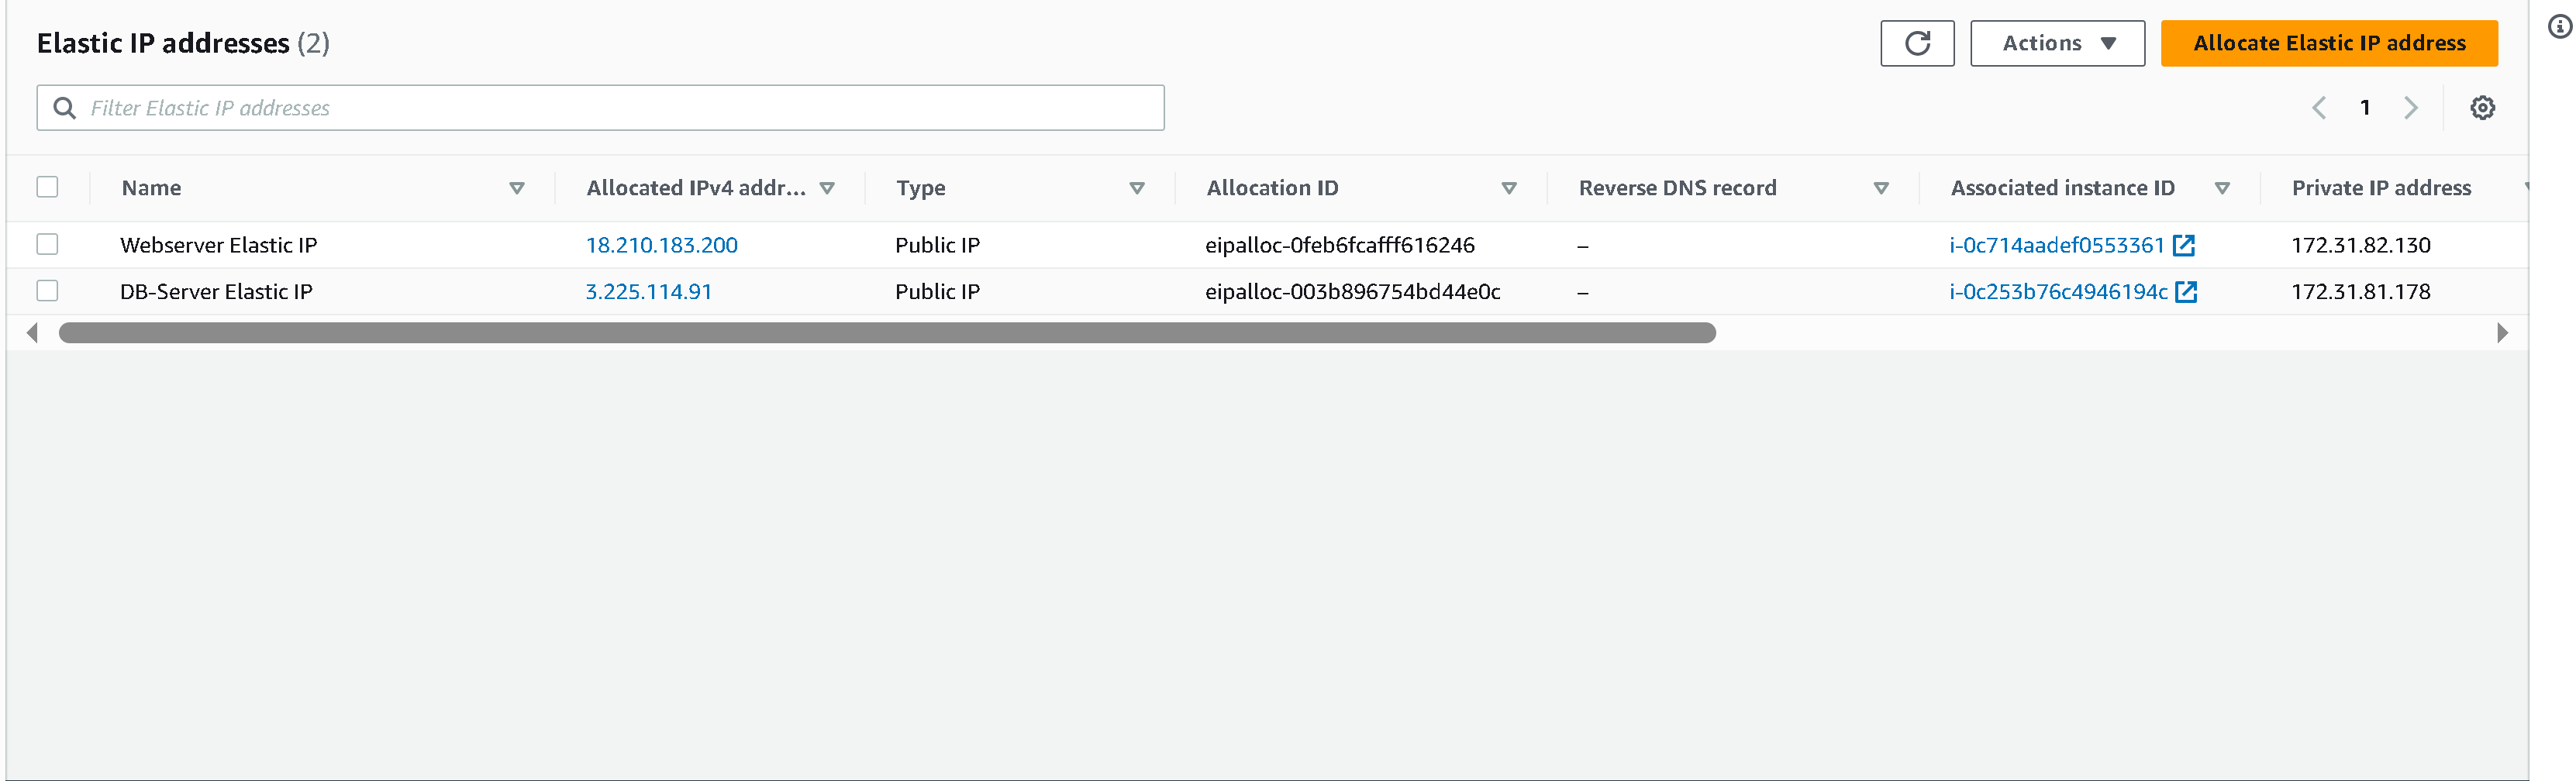 Elastic IP addresses (2)
Actions
Allocate Elastic IP address
Filter Elastic IP addresses
1
Name Allocated IPv4 addr... Type Allocation ID Reverse DNS record Associated instance ID Private IP address
Webserver Elastic IP 18.210.183.200 Public IP eipalloc-0feb6fcafff616246 – i-0c714aadef0553361 172.31.82.130
DB-Server Elastic IP 3.225.114.91 Public IP eipalloc-003b896754bd44e0c – i-0c253b76c4946194c 172.31.81.178